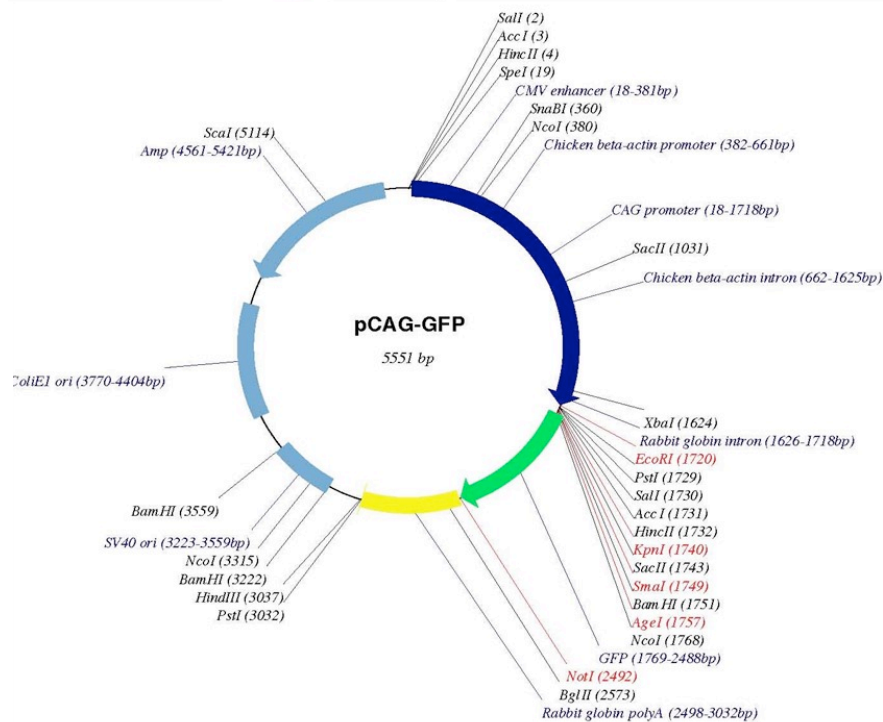 SalI (2)
AccI (3)
HincII (4)
SpeI (19)
CMV enhancer (18-381bp)
SnaBI (360)
NcoI (380)
Chicken beta-actin promoter (382-661bp)
CAG promoter (18-1718bp)
SacII (1031)
Chicken beta-actin intron (662-1625bp)
ScaI (5114)
Amp (4561-5421bp)
pCAG-GFP
5551 bp
ColiE1 ori (3770-4404bp)
XbaI (1624)
Rabbit globin intron (1626-1718bp)
EcoRI (1720)
PstI (1729)
SalI (1730)
AccI (1731)
HincII (1732)
KpnI (1740)
SacII (1743)
SmaI (1749)
BamHI (1751)
AgeI (1757)
NcoI (1768)
GFP (1769-2488bp)
NotI (2492)
BglII (2573)
Rabbit globin polyA (2498-3032bp)
BamHI (3559)
SV40 ori (3223-3559bp)
NcoI (3315)
BamHI (3222)
HindIII (3037)
PstI (3032)